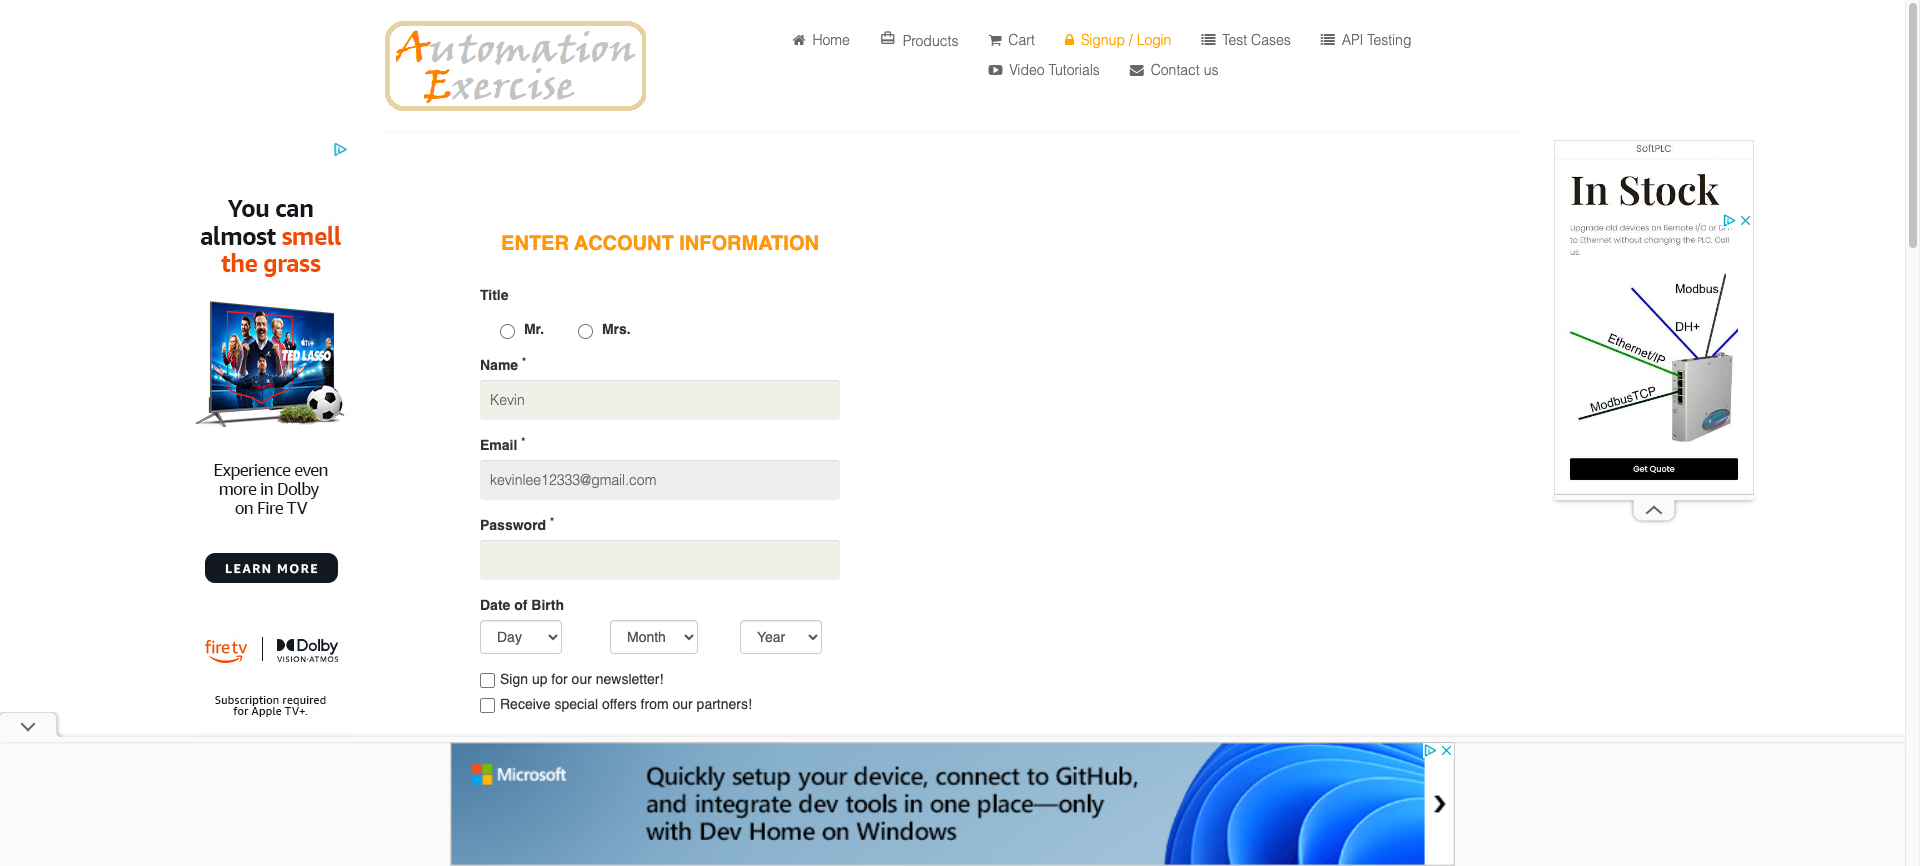 Automation
Exercise
Home
Products
Cart
Signup / Login
Test Cases
API Testing
Video Tutorials
Contact us
You can
almost smell
the grass
tv+
TED LASSO
Experience even
more in Dolby
on Fire TV
LEARN MORE
fire tv
Dolby
VISION·ATMOS
Subscription required
for Apple TV+.
ENTER ACCOUNT INFORMATION
Title
Mr.
Mrs.
Name *
Kevin
Email *
kevinlee12333@gmail.com
Password *
Date of Birth
Day
Month
Year
Sign up for our newsletter!
Receive special offers from our partners!
SoftPLC
In Stock
Upgrade old devices on Remote I/O or
to Ethernet without changing the PLC. Call
us.
Modbus
DH+
Ethernet/IP
ModbusTCP
Get Quote
Microsoft
Quickly setup your device, connect to GitHub,
and integrate dev tools in one place—only
with Dev Home on Windows